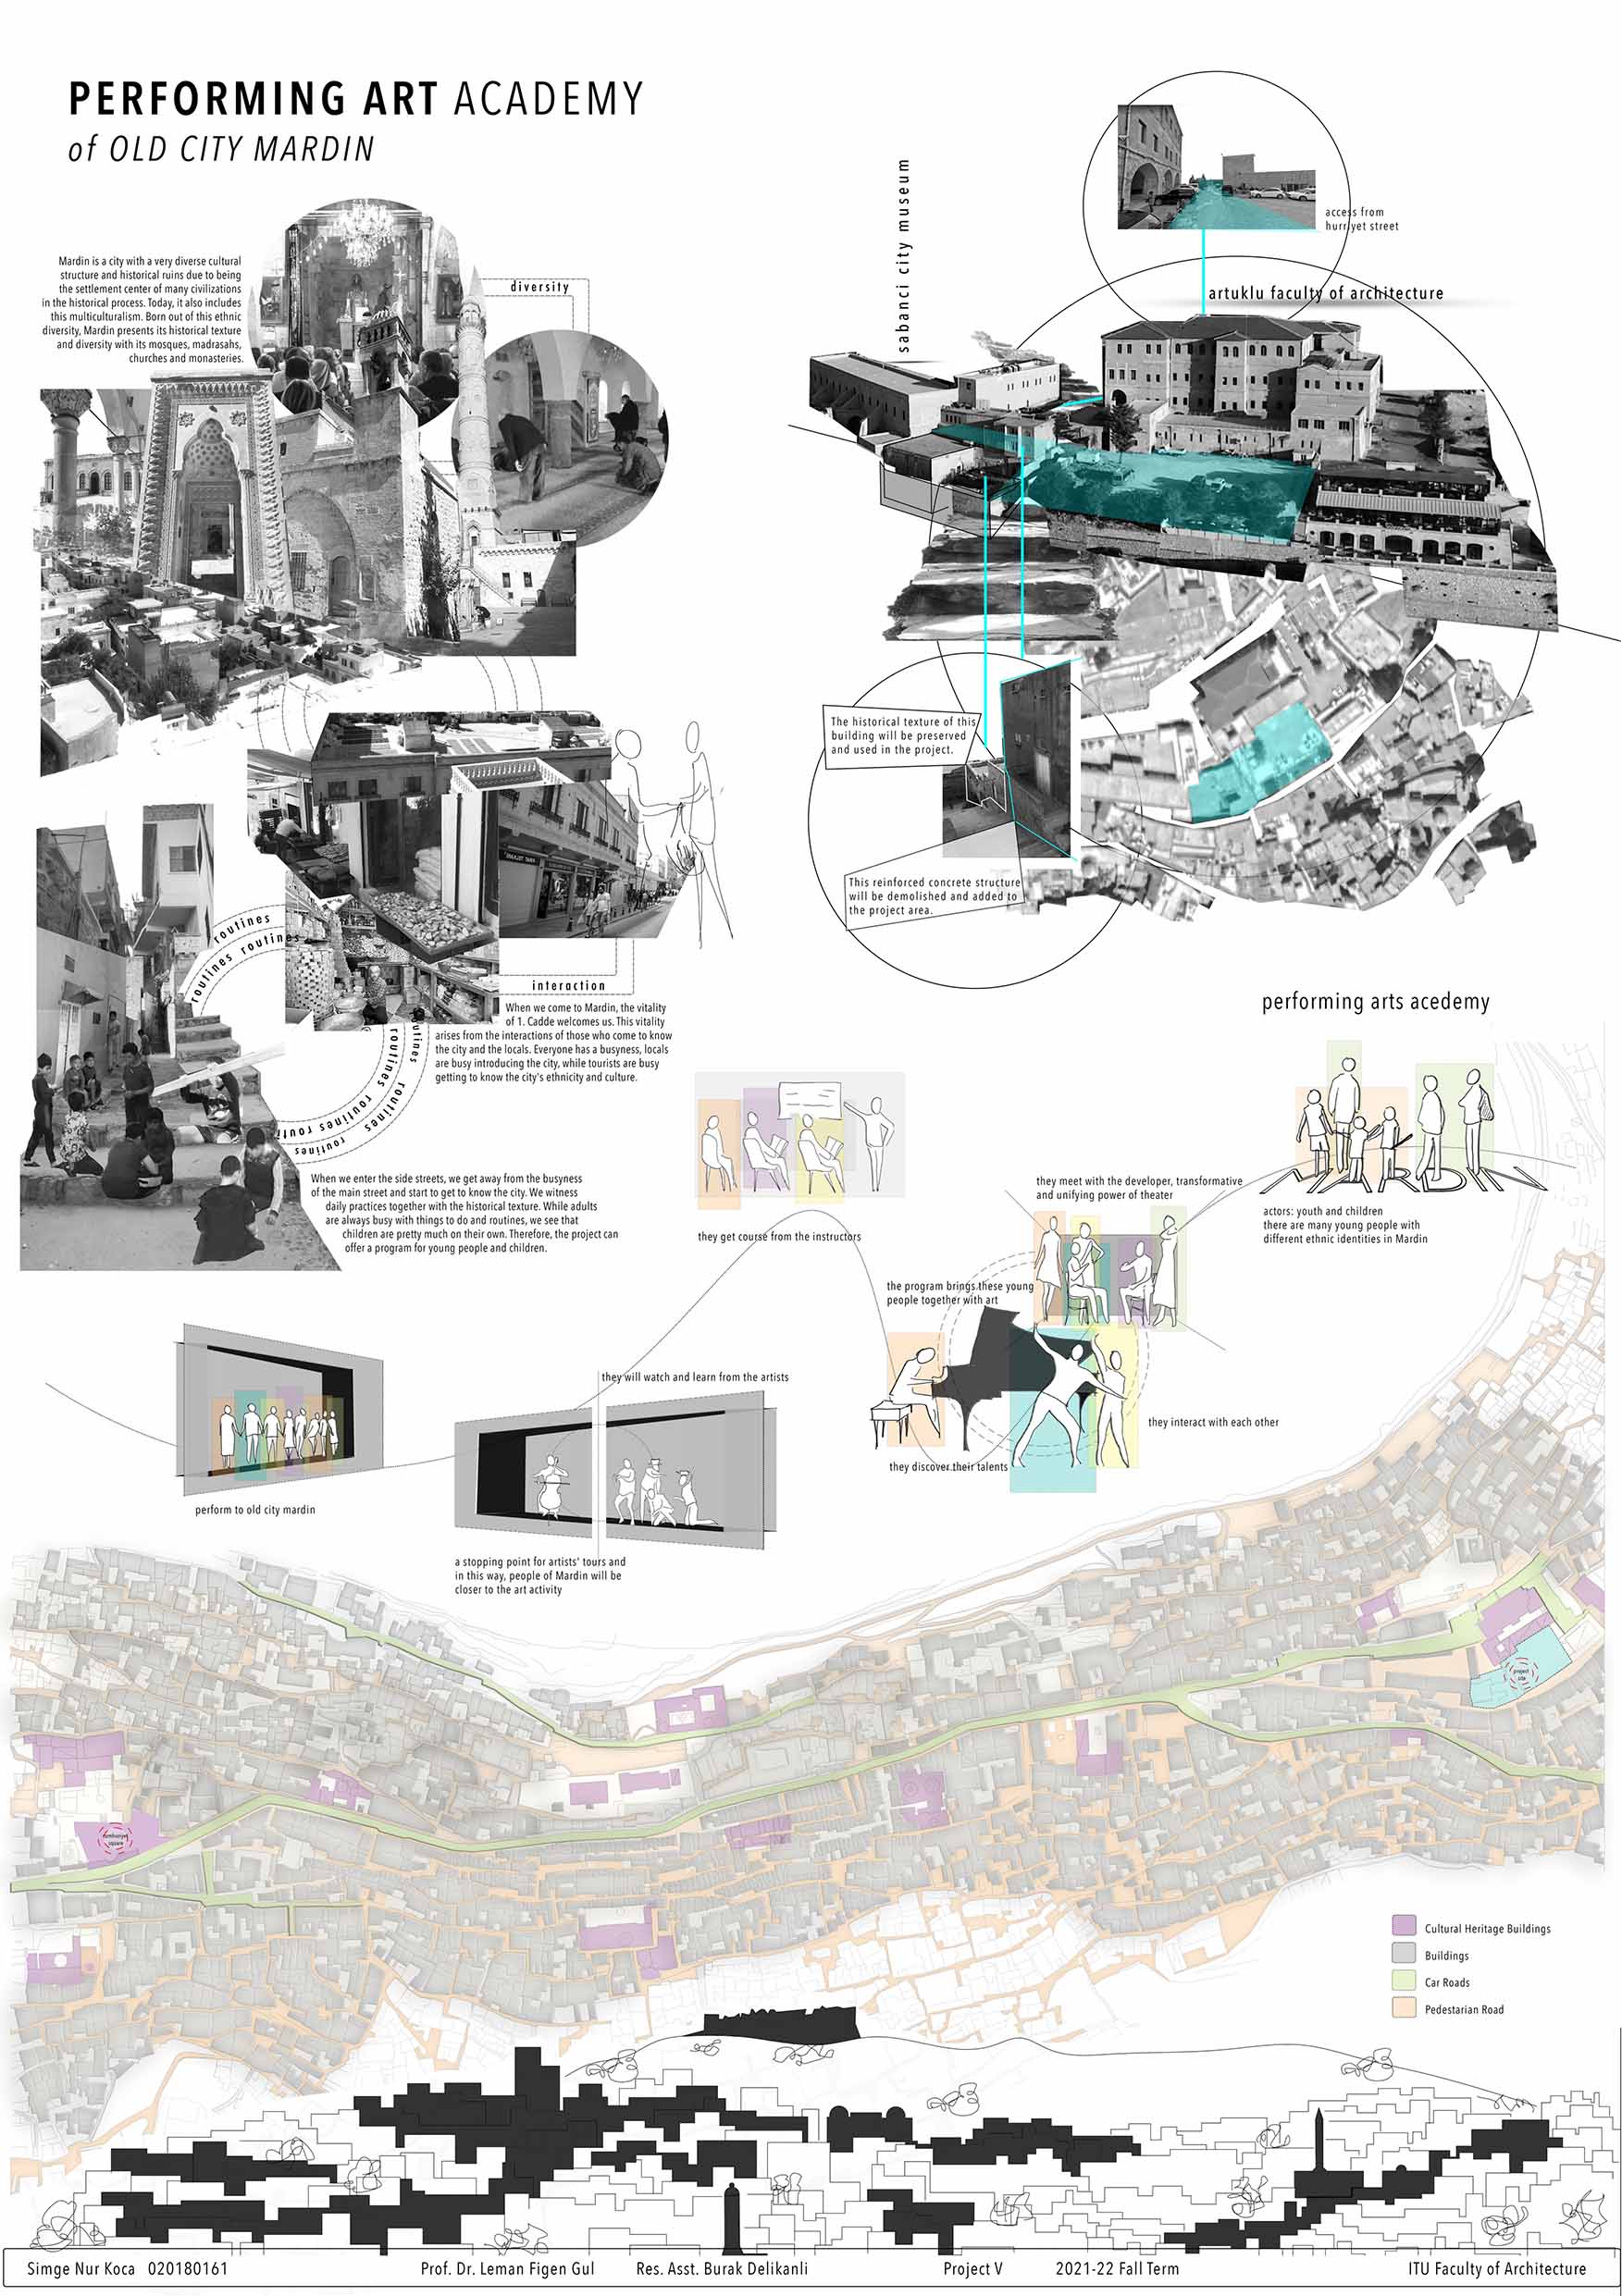 PERFORMING ART ACADEMY
of OLD CITY MARDIN
Mardin is a city with a very diverse cultural
structure and historical ruins due to being
the settlement center of many civilizations
in the historical process. Today, it also includes
this multiculturalism. Born out of this ethnic
diversity, Mardin presents its historical texture
and diversity with its mosques, madrasahs,
churches and monasteries.
diversity
sabanci city museum
access from
hurriyet street
artuklu faculty of architecture
The historical texture of this
building will be preserved
and used in the project.
This reinforced concrete structure
will be demolished and added to
the project area.
routines
routines routines
interaction
When we come to Mardin, the vitality
of 1. Cadde welcomes us. This vitality
arises from the interactions of those who come to know
the city and the locals. Everyone has a busyness, locals
are busy introducing the city, while tourists are busy
getting to know the city's ethnicity and culture.
routines routines routines
routines routines
When we enter the side streets, we get away from the busyness
of the main street and start to get to know the city. We witness
daily practices together with the historical texture. While adults
are always busy with things to do and routines, we see that
children are pretty much on their own. Therefore, the project can
offer a program for young people and children.
performing arts acedemy
actors: youth and children
there are many young people with
different ethnic identities in Mardin
MARDIN
they meet with the developer, transformative
and unifying power of theater
they get course from the instructors
the program brings these young
people together with art
they interact with each other
they discover their talents
they will watch and learn from the artists
a stopping point for artists' tours and
in this way, people of Mardin will be
closer to the art activity
perform to old city mardin
project
site
square
Cultural Heritage Buildings
Buildings
Car Roads
Pedestrian Road
Simge Nur Koca 020180161
Prof. Dr. Leman Figen Gul
Res. Asst. Burak Delikanli
Project V
2021-22 Fall Term
ITU Faculty of Architecture